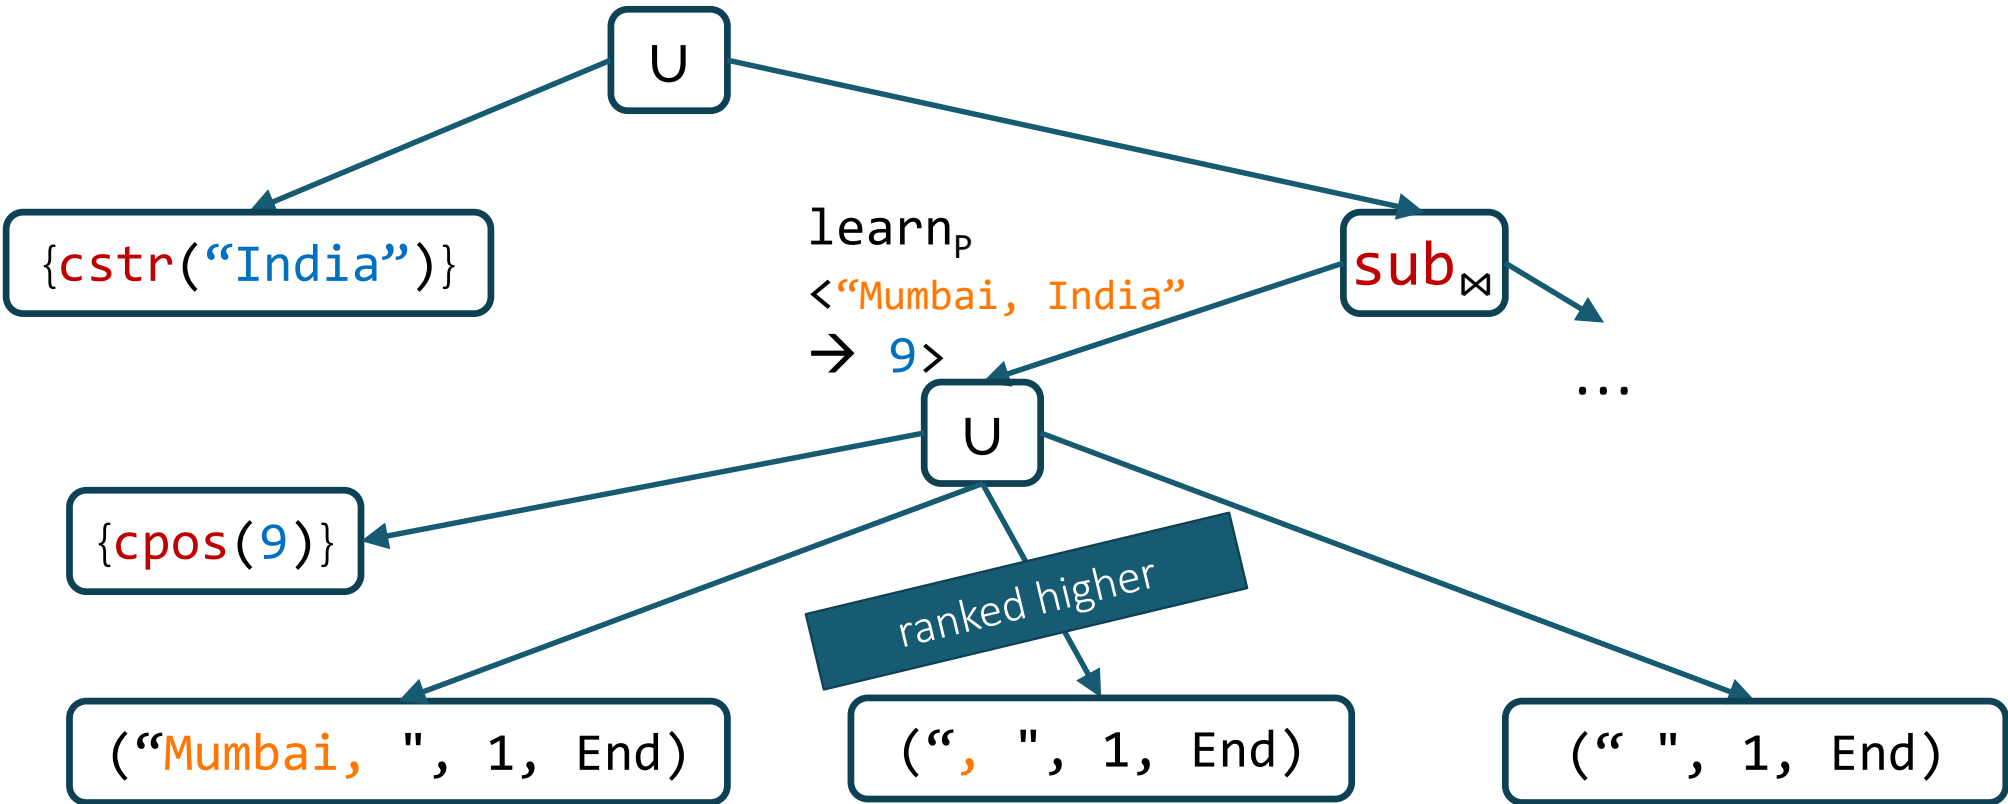 ∪
{cstr(“India”)}
learnP
<“Mumbai, India”
→ 9>
sub⋈
...
∪
{cpos(9)}
ranked higher
(“Mumbai, ", 1, End)
(“, ", 1, End)
(“ ", 1, End)